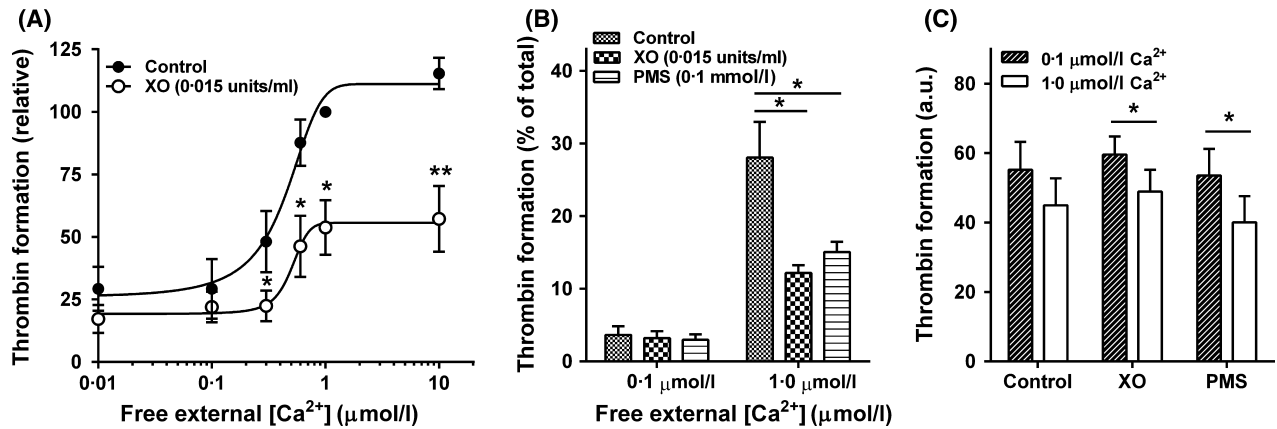 (A)
Thrombin formation (relative)
125
100
75
50
25
0
Control
XO (0·015 units/ml)
*
*
*
**
0·01
0·1
1
10
Free external [Ca²⁺] (μmol/l)
(B)
Thrombin formation (% of total)
40
30
20
10
0
Control
XO (0·015 units/ml)
PMS (0·1 mmol/l)
*
*
0·1 μmol/l
1·0 μmol/l
Free external [Ca²⁺] (μmol/l)
(C)
Thrombin formation (a.u.)
80
60
40
20
0
0·1 μmol/l Ca²⁺
1·0 μmol/l Ca²⁺
*
*
Control
XO
PMS